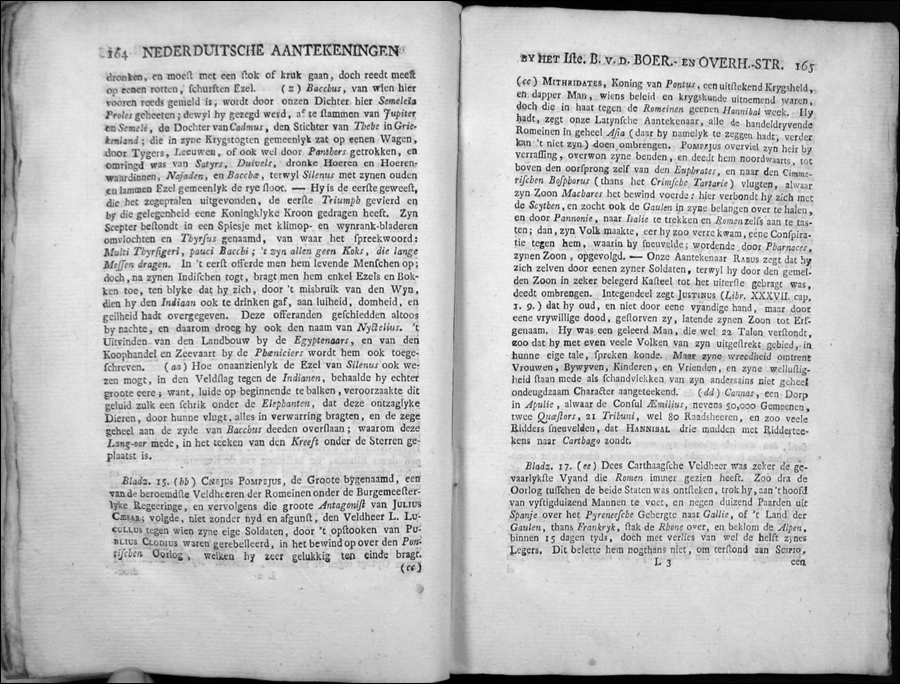 164 NEDERDUITSCHE AANTEKENINGEN
dronken, en moeſt met een ſtok of kruk gaan, doch reedt meeſt
op eenen rotten, ſchurften Ezel. (z) Bacchus, van wien hier
vooren reeds gemeld is, wordt door onzen Dichter hier Semeleïa
Proles geheeten; dewyl hy gezegd werd, af te ſtammen van Jupiter
en Semelé, de Dochter van Cadmus, den Stichter van Thebe in Grie-
kenland; die in zyne Krygstogten gemeenlyk zat op eenen Wagen,
door Tygers, Leeuwen, of ook wel door Panthers getrokken, en
omringd was van Satyrs, Duivels, dronke Hoeren en Hoeren-
waardinnen, Najaden, en Bacchæ, terwyl Silenus met zynen ouden
en lammen Ezel gemeenlyk de rye ſloot. — Hy is de eerſte geweeſt,
die het zegepralen uitgevonden, de eerſte Triumph gevierd en
by die gelegenheid eene Koninglyke Kroon gedragen heeft. Zyn
Scepter beſtondt in een Spiesje met klimop- en wynrank-bladeren
omvlochten en Thyrſus genaamd, van waar het ſpreekwoord:
Multi Thyrſigeri, pauci Bacchi; 't zyn allen geen Koks, die lange
Meſſen dragen. In 't eerſt offerde men hem levende Menſchen op;
doch, na zynen Indiſchen togt, bragt men hem enkel Ezels en Bok-
ken toe, ten blyke dat hy zich, door 't misbruik van den Wyn,
dien hy den Indiaan ook te drinken gaf, aan luiheid, domheid, en
geilheid hadt overgegeven. Deze offeranden geſchiedden altoos
by nachte, en daarom droeg hy ook den naam van Nyctelius. 't
Uitvinden van den Landbouw by de Egyptenaars, en van den
Koophandel en Zeevaart by de Phœniciers wordt hem ook toege-
ſchreven. (aa) Hoe onaanzienlyk de Ezel van Silenus ook we-
zen mogt, in den Veldſlag tegen de Indianen, behaalde hy echter
groote eere; want, luide op beginnende te balken, veroorzaakte dit
geluid zulk een ſchrik onder de Elephanten, dat deze ontzaglyke
Dieren, door hunne vlugt, alles in verwarring bragten, en de zege
geheel aan de zyde van Bacchus deeden overſlaan; waarom deze
Lang-oor mede, in het teeken van den Kreeft onder de Sterren ge-
plaatst is.
Bladz. 15. (bb) CNEJUS POMPEJUS, de Groote bygenaamd, een
van de beroemdſte Veldheeren der Romeinen onder de Burgemeeſter-
lyke Regeeringe, en vervolgens die groote Antagoniſt van JULIUS
CÆSAR; volgde, niet zonder nyd en afgunſt, den Veldheer L. LU-
CULLUS tegen wien zyne eige Soldaten, door 't opſtooken van PU-
BLIUS CLODIUS waren gerebelleerd, in het bewind op over den Pon-
tiſchen Oorlog, welken hy zeer gelukkig ten einde bragt.
(cc)
BY HET Iſte. B. V. D. BOER.- EN OVERH.-STR. 165
(cc) MITHRIDATES, Koning van Pontus, een uitſtekend Krygsheld,
en dapper Man, wiens beleid en krygskunde uitnemend waren,
doch die in haat tegen de Romeinen geenen Hannibal week. Hy
hadt, zegt onze Latynſche Aantekenaar, alle de handeldryvende
Romeinen in geheel Aſia (daar hy namelyk te zeggen hadt, verder
kan 't niet zyn) doen ombrengen. POMPEJUS overviel zyn heir by
verraſſing, overwon zyne benden, en deedt hem noordwaarts, tot
boven den oorſprong zelf van den Euphrates, en naar den Cimme-
riſchen Boſphorus (thans het Crimſche Tartarie) vlugten, alwaar
zyn Zoon Machares het bewind voerde: hier verbondt hy zich met
de Scythen, en zocht ook de Gaulen in zyne belangen over te halen,
en door Pannonie, naar Italie te trekken en Romen zelfs aan te tas-
ten; dan, zyn Volk maakte, eer hy zoo verre kwam, eene Conſpira-
tie tegen hem, waarin hy ſneuvelde; wordende door Pharnaces,
zynen Zoon, opgevolgd. — Onze Aantekenaar RABUS zegt dat hy
zich zelven door eenen zyner Soldaten, terwyl hy door den gemel-
den Zoon in zeker belegerd Kaſteel tot het uiterſte gebragt was,
deedt ombrengen. Integendeel zegt JUSTINUS (Libr. XXXVII. cap.
1. 9.) dat hy oud, en niet door eene vyandige hand, maar door
eene vrywillige dood, geſtorven zy, latende zynen Zoon tot Erf-
genaam. Hy was een geleerd Man, die wel 22 Talen verſtondt,
zoo dat hy met even veele Volken van zyn uitgeſtrekt gebied, in
hunne eige tale, ſpreken konde. Maar zyne wreedheid omtrent
Vrouwen, Bywyven, Kinderen, en Vrienden, en zyne welluſtig-
heid ſtaan mede als ſchandvlekken van zyn anderszins niet geheel
ondeugdzaam Character aangeteekend. (dd) Cannas, een Dorp
in Apulie, alwaar de Conſul Æmilius, nevens 50,000 Gemeenen,
twee Quæſtors, 21 Tribuni, wel 80 Raadsheeren, en zoo veele
Ridders ſneuvelden, dat HANNIBAL drie mudden met Ridderteе-
kens naar Carthago zondt.
Bladz. 17. (ee) Dees Carthaagſche Veldheer was zeker de ge-
vaarlykſte Vyand die Romen immer gezien heeft. Zoo dra de
Oorlog tuſſchen de beide Staten was ontſteken, trok hy, aan 't hoofd
van vyftigduizend Mannen te voet, en negen duizend Paarden uit
Spanje over het Pyreneeſche Gebergte naat Gallie, of 't Land der
Gaulen, thans Frankryk, ſtak de Rhone over, en beklom de Alpen,
binnen 15 dagen tyds, doch met verlies van wel de helft zynes
Legers. Dit belette hem nogthans niet, om terſtond aan SCIPIO,
L 3 een